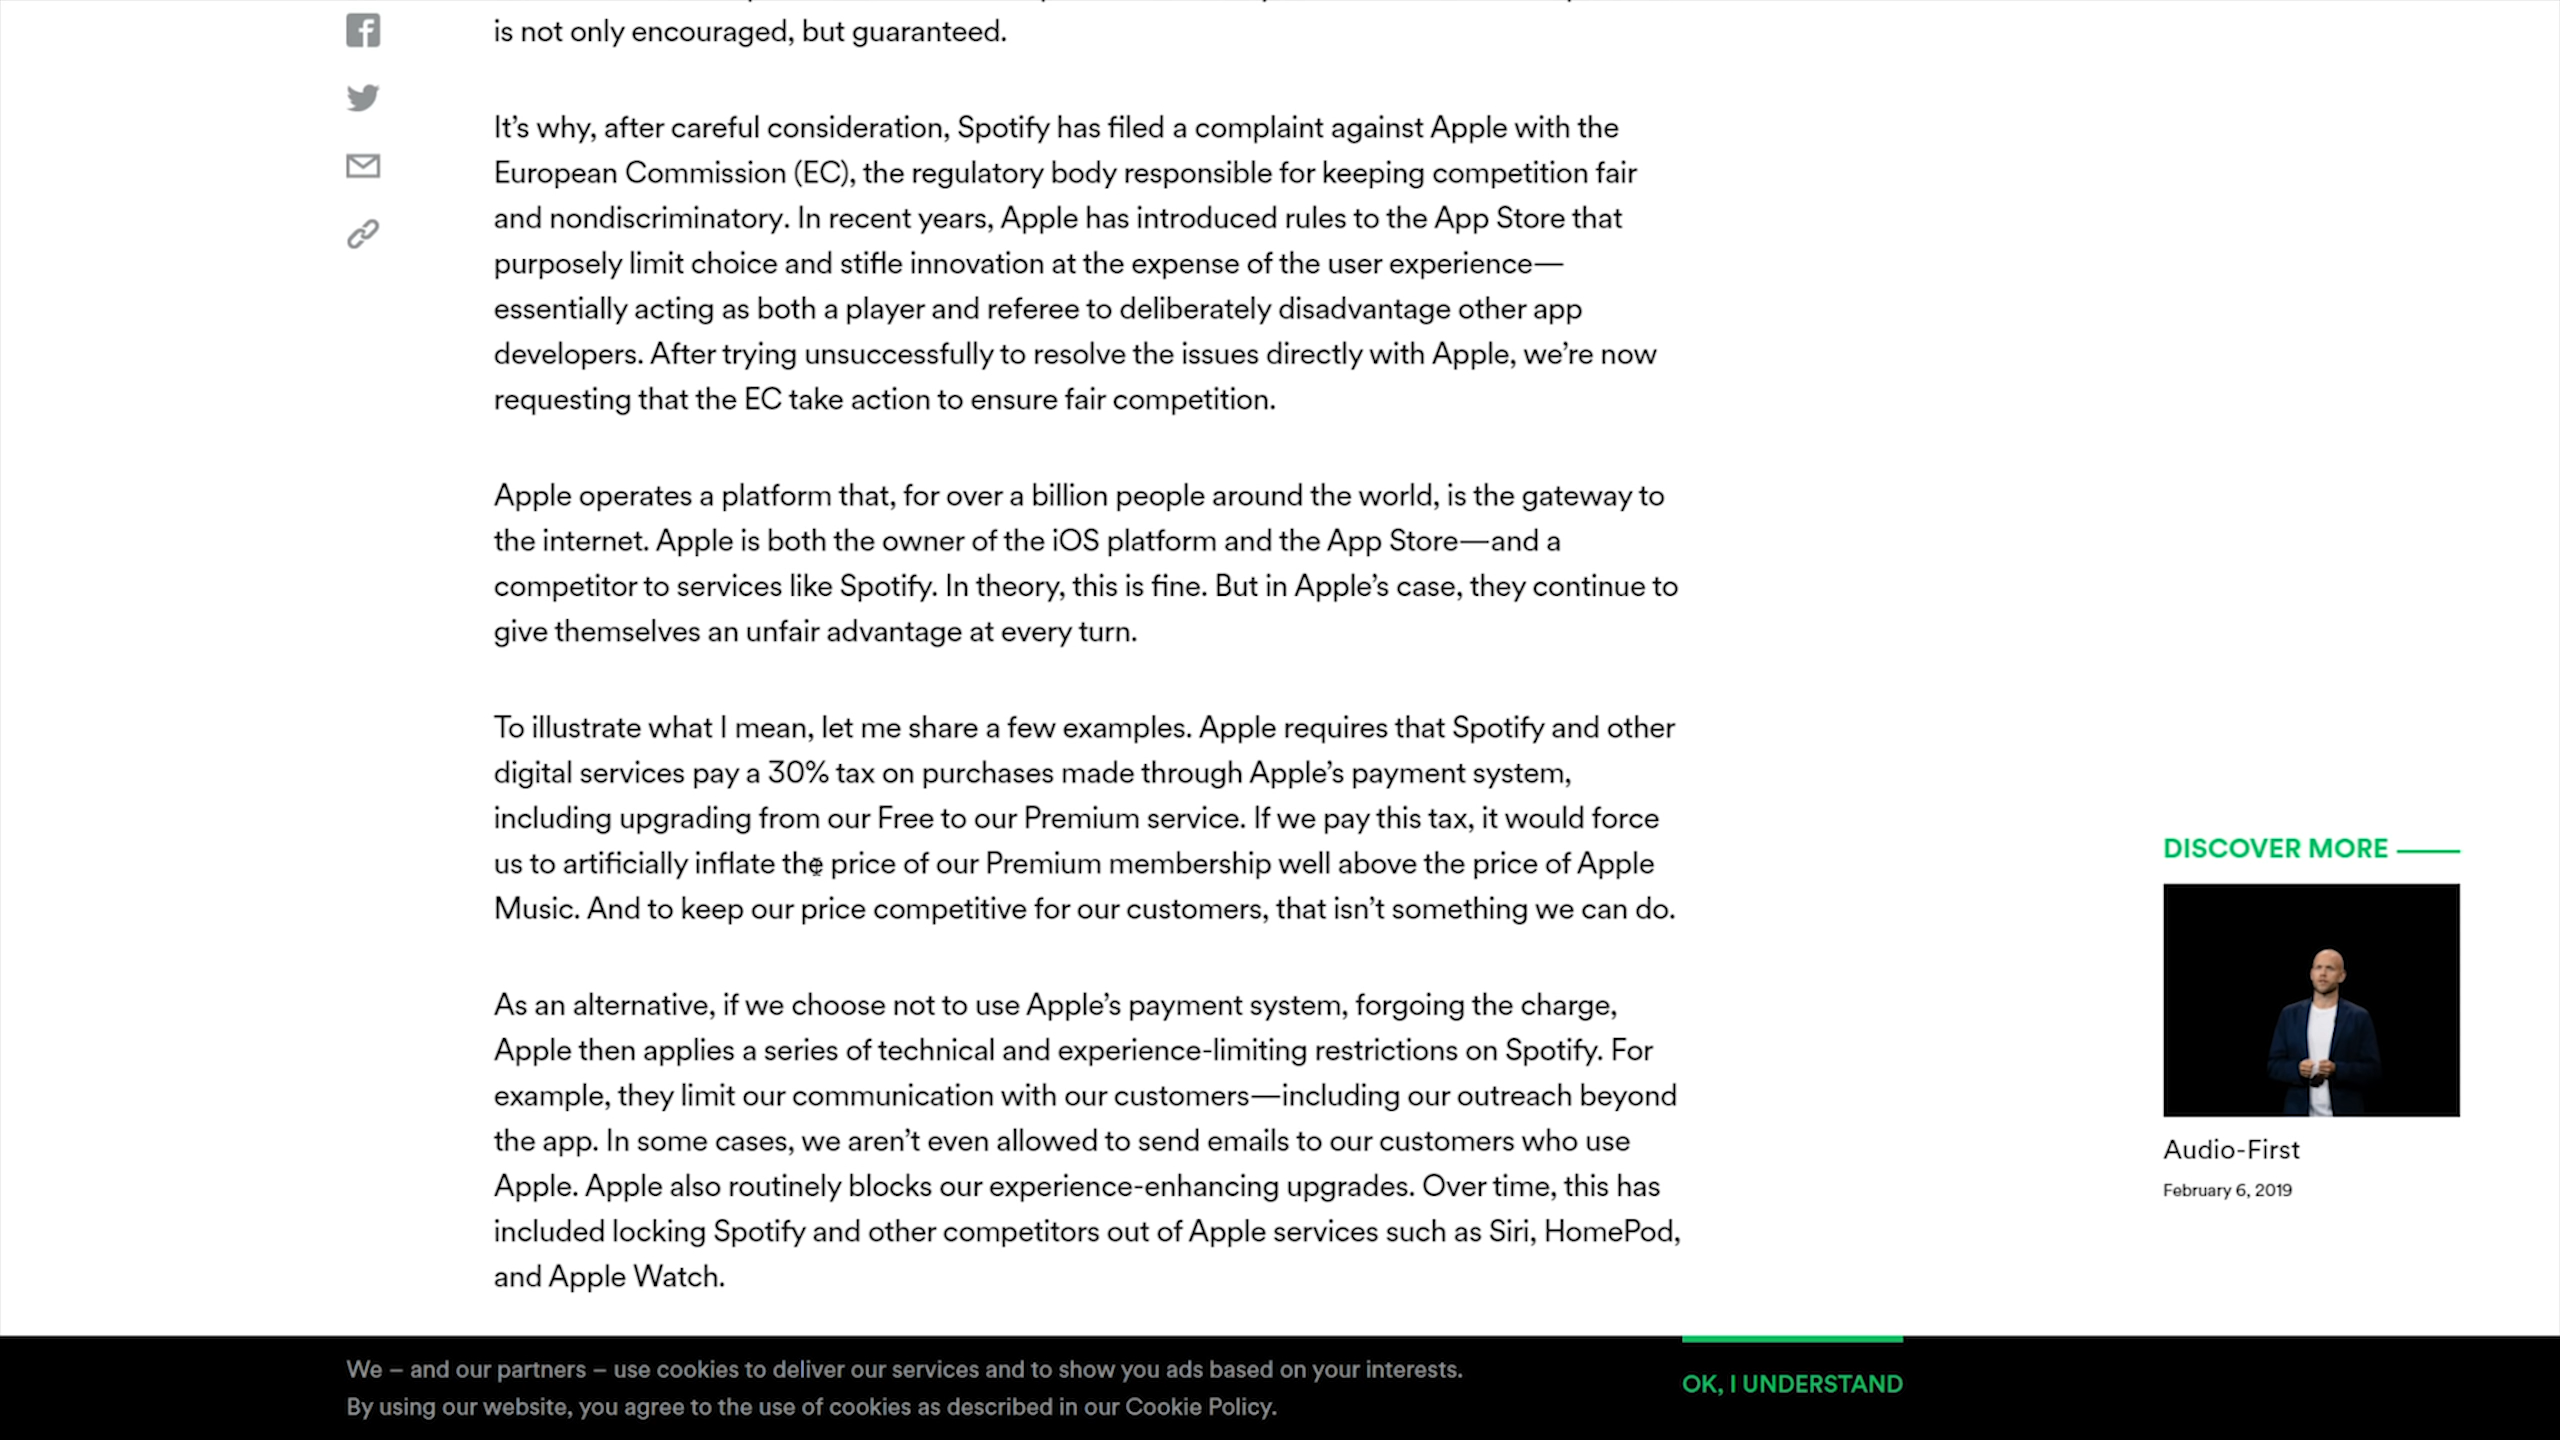 is not only encouraged, but guaranteed.
It’s why, after careful consideration, Spotify has filed a complaint against Apple with the
European Commission (EC), the regulatory body responsible for keeping competition fair
and nondiscriminatory. In recent years, Apple has introduced rules to the App Store that
purposely limit choice and stifle innovation at the expense of the user experience—
essentially acting as both a player and referee to deliberately disadvantage other app
developers. After trying unsuccessfully to resolve the issues directly with Apple, we’re now
requesting that the EC take action to ensure fair competition.
Apple operates a platform that, for over a billion people around the world, is the gateway to
the internet. Apple is both the owner of the iOS platform and the App Store—and a
competitor to services like Spotify. In theory, this is fine. But in Apple’s case, they continue to
give themselves an unfair advantage at every turn.
To illustrate what I mean, let me share a few examples. Apple requires that Spotify and other
digital services pay a 30% tax on purchases made through Apple’s payment system,
including upgrading from our Free to our Premium service. If we pay this tax, it would force
us to artificially inflate the price of our Premium membership well above the price of Apple
Music. And to keep our price competitive for our customers, that isn’t something we can do.
As an alternative, if we choose not to use Apple’s payment system, forgoing the charge,
Apple then applies a series of technical and experience-limiting restrictions on Spotify. For
example, they limit our communication with our customers—including our outreach beyond
the app. In some cases, we aren’t even allowed to send emails to our customers who use
Apple. Apple also routinely blocks our experience-enhancing upgrades. Over time, this has
included locking Spotify and other competitors out of Apple services such as Siri, HomePod,
and Apple Watch.
DISCOVER MORE
Audio-First
February 6, 2019
We – and our partners – use cookies to deliver our services and to show you ads based on your interests.
By using our website, you agree to the use of cookies as described in our Cookie Policy.
OK, I UNDERSTAND